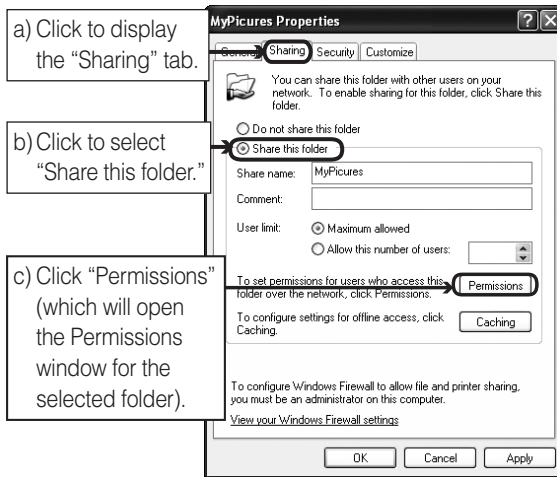 a) Click to display
the “Sharing” tab.
b) Click to select
“Share this folder.”
c) Click “Permissions”
(which will open
the Permissions
window for the
selected folder).
MyPicures Properties
General Sharing Security Customize
You can share this folder with other users on your
network. To enable sharing for this folder, click Share this
folder.
Do not share this folder
Share this folder
Share name: MyPicures
Comment:
User limit: Maximum allowed
Allow this number of users:
To set permissions for users who access this
folder over the network, click Permissions.
Permissions
To configure settings for offline access, click
Caching.
Caching
To configure Windows Firewall to allow file and printer sharing,
you must be an administrator on this computer.
View your Windows Firewall settings
OK Cancel Apply